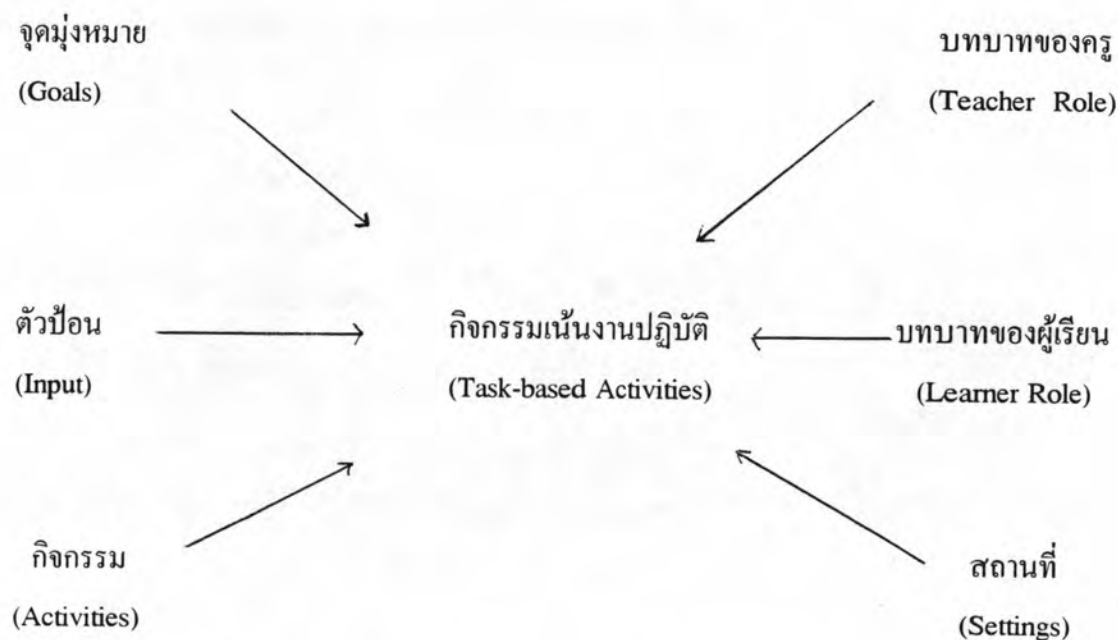 จุดมุ่งหมาย
(Goals)
บทบาทของครู
(Teacher Role)
ตัวป้อน
(Input)
กิจกรรมเน้นงานปฏิบัติ
(Task-based Activities)
บทบาทของผู้เรียน
(Learner Role)
กิจกรรม
(Activities)
สถานที่
(Settings)